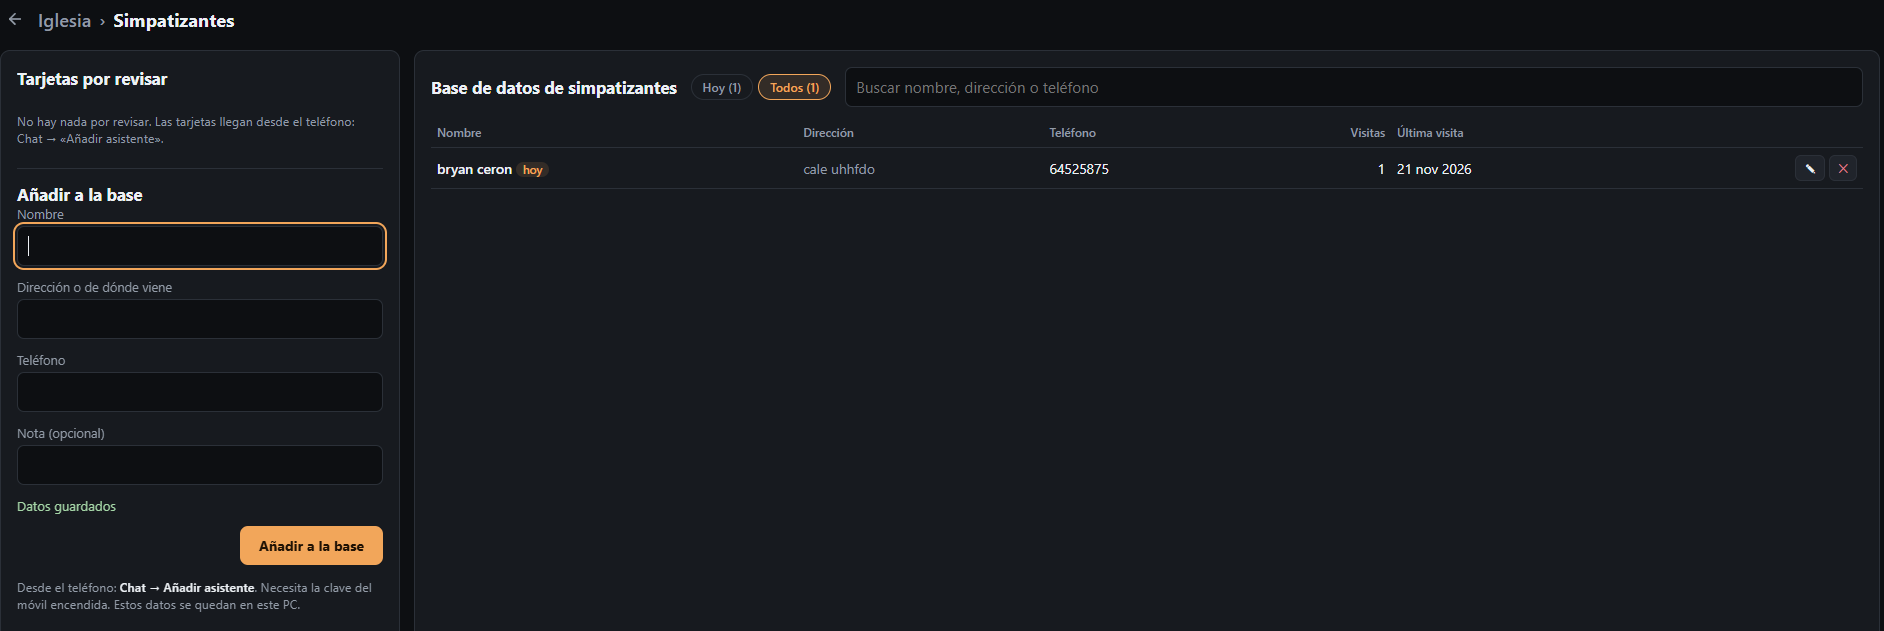 Iglesia › Simpatizantes
Tarjetas por revisar
No hay nada por revisar. Las tarjetas llegan desde el teléfono:
Chat → «Añadir asistente».
Añadir a la base
Nombre
Dirección o de dónde viene
Teléfono
Nota (opcional)
Datos guardados
Añadir a la base
Desde el teléfono: Chat → Añadir asistente. Necesita la clave del
móvil encendida. Estos datos se quedan en este PC.
Base de datos de simpatizantes Hoy (1) Todos (1) Buscar nombre, dirección o teléfono
Nombre Dirección Teléfono Visitas Última visita
bryan ceron hoy cale uhhfdo 64525875 1 21 nov 2026